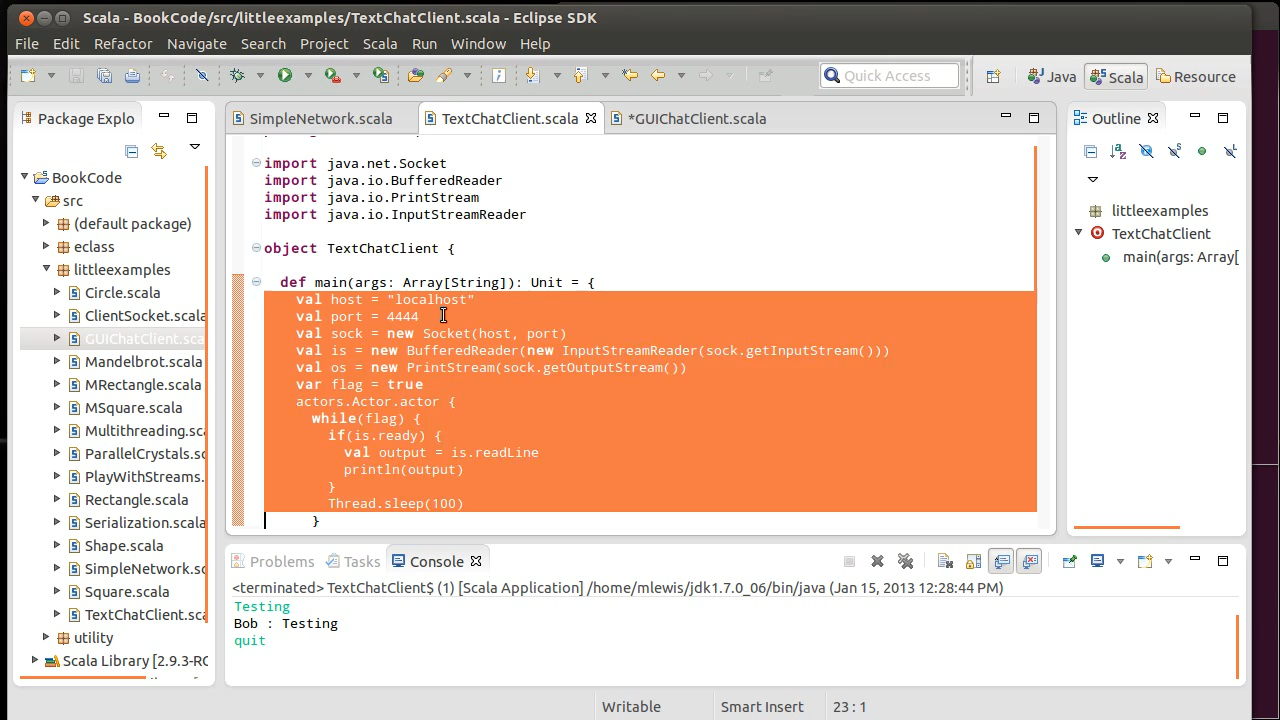 Scala - BookCode/src/littleexamples/TextChatClient.scala - Eclipse SDK
File Edit Refactor Navigate Search Project Scala Run Window Help
Quick Access Java Scala Resource
Package Explo
SimpleNetwork.scala TextChatClient.scala *GUIChatClient.scala
Outline
BookCode
src
(default package)
eclass
littleexamples
Circle.scala
ClientSocket.scala
GUIChatClient.sca
Mandelbrot.scala
MRectangle.scala
MSquare.scala
Multithreading.sc
ParallelCrystals.sc
PlayWithStreams.
Rectangle.scala
Serialization.scala
Shape.scala
SimpleNetwork.sc
Square.scala
TextChatClient.sca
utility
Scala Library [2.9.3-RC
import java.net.Socket
import java.io.BufferedReader
import java.io.PrintStream
import java.io.InputStreamReader
object TextChatClient {
def main(args: Array[String]): Unit = {
val host = "localhost"
val port = 4444
val sock = new Socket(host, port)
val is = new BufferedReader(new InputStreamReader(sock.getInputStream()))
val os = new PrintStream(sock.getOutputStream())
var flag = true
actors.Actor.actor {
while(flag) {
if(is.ready) {
val output = is.readLine
println(output)
}
Thread.sleep(100)
}
littleexamples
TextChatClient
main(args: Array[
Problems Tasks Console
<terminated> TextChatClient$ (1) [Scala Application] /home/mlewis/jdk1.7.0_06/bin/java (Jan 15, 2013 12:28:44 PM)
Testing
Bob : Testing
quit
Writable Smart Insert 23 : 1